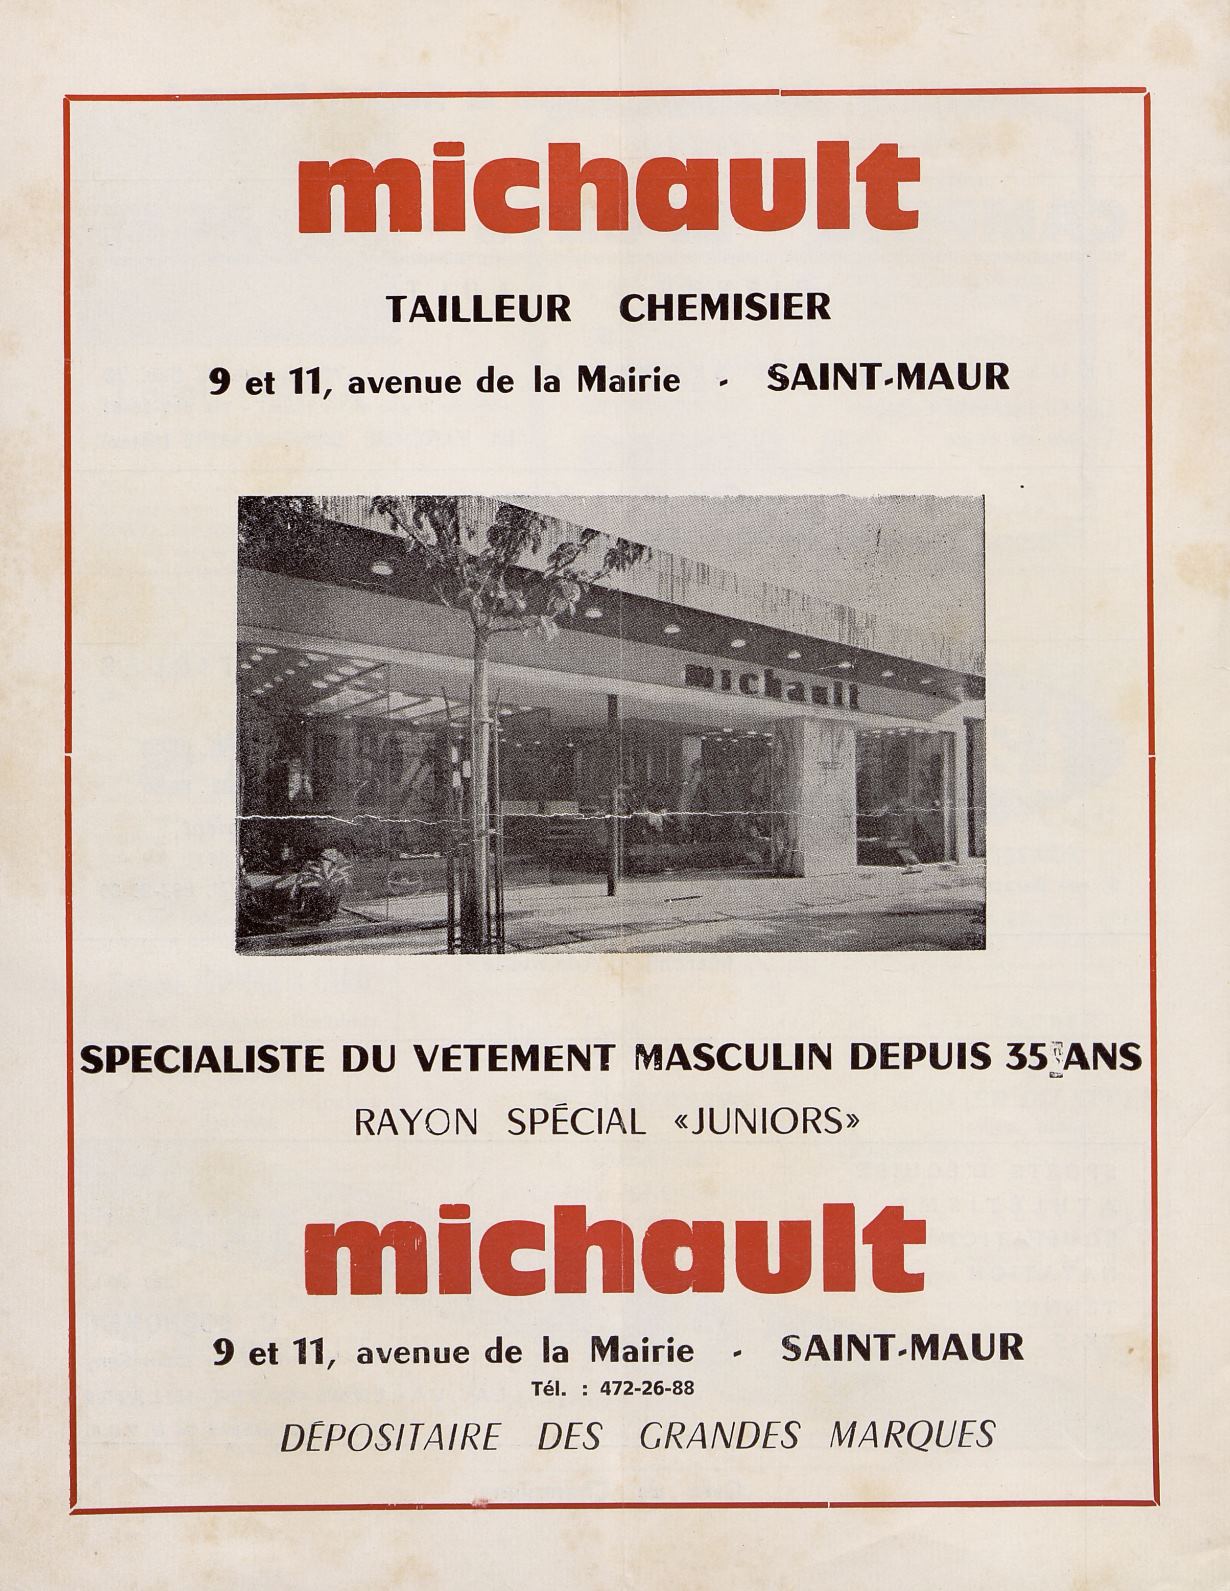 michault
TAILLEUR CHEMISIER
9 et 11, avenue de la Mairie - SAINT-MAUR
michault
SPECIALISTE DU VETEMENT MASCULIN DEPUIS 35 ANS
RAYON SPÉCIAL «JUNIORS»
michault
9 et 11, avenue de la Mairie - SAINT-MAUR
Tél. : 472-26-88
DÉPOSITAIRE DES GRANDES MARQUES